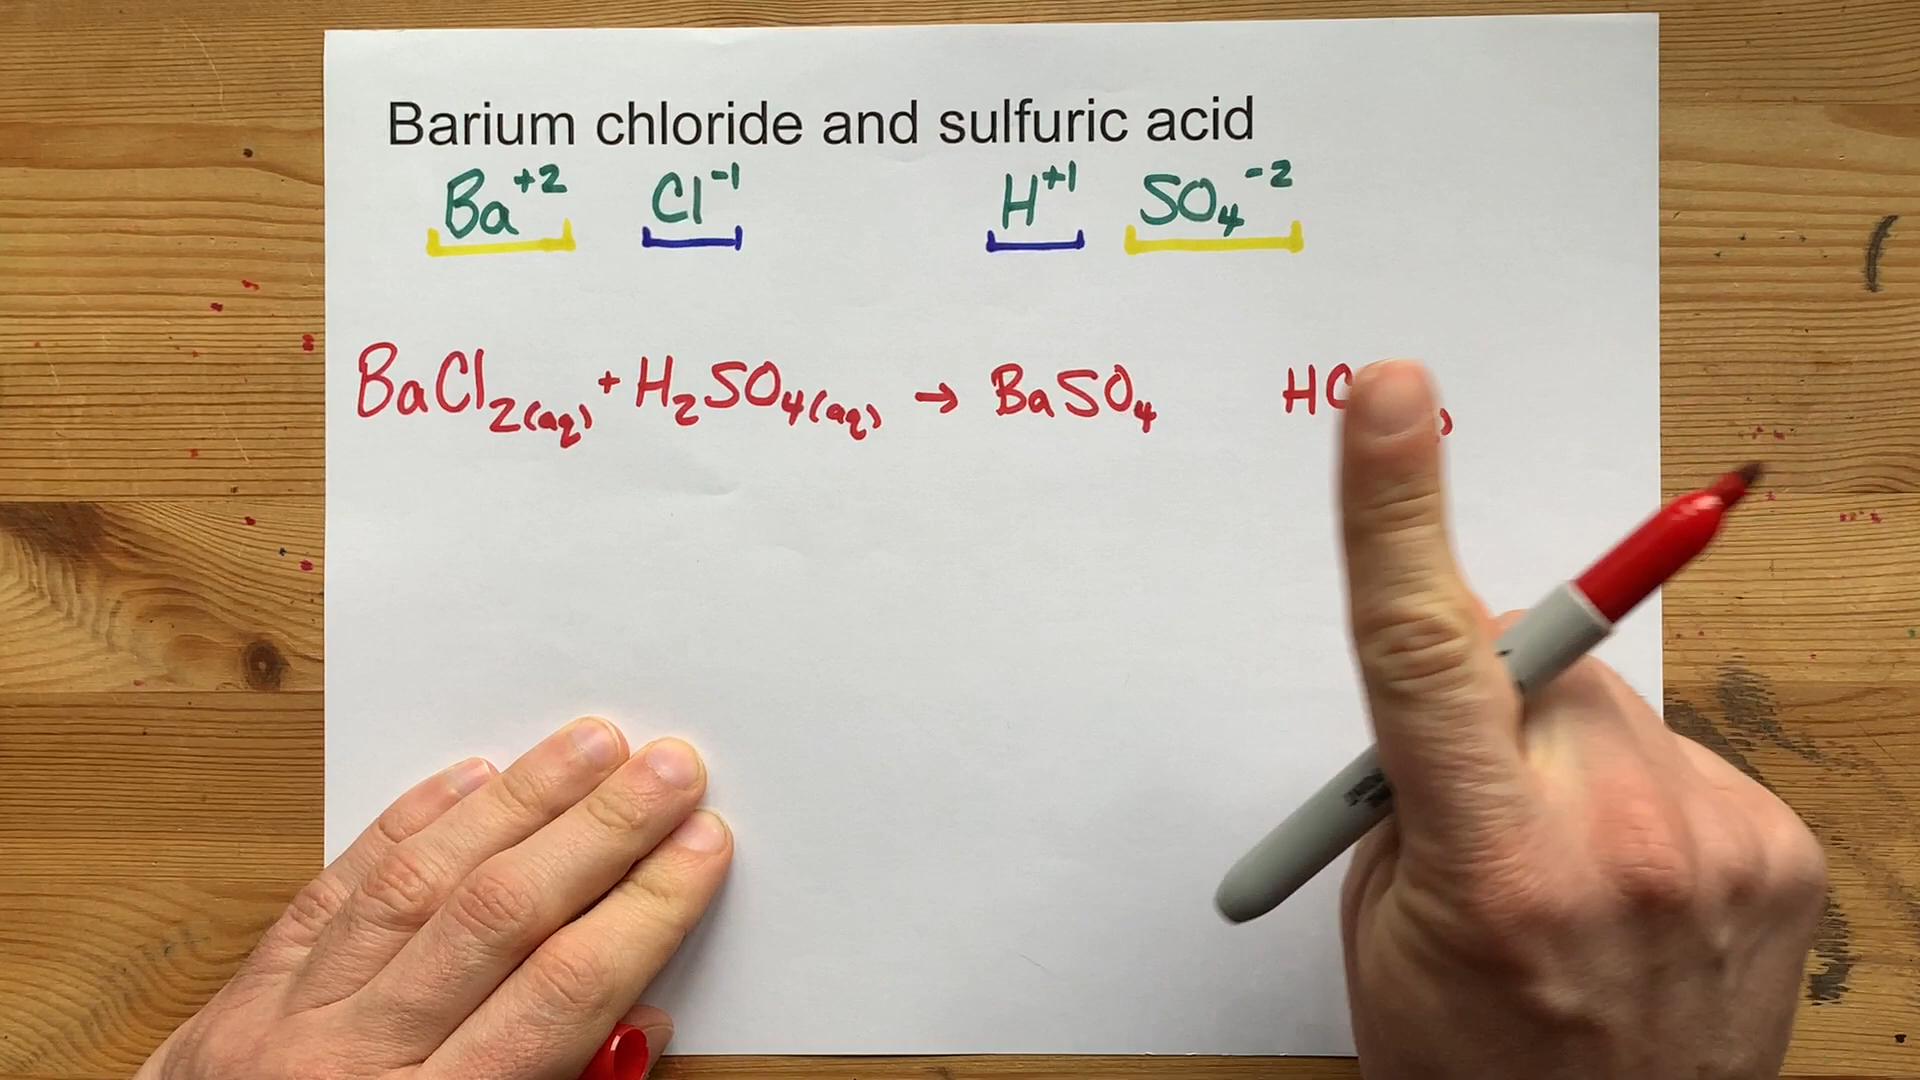 Barium chloride and sulfuric acid
Ba⁺² Cl⁻¹ H⁺¹ SO₄⁻²
BaCl₂(aq) + H₂SO₄(aq) → BaSO₄ HC )